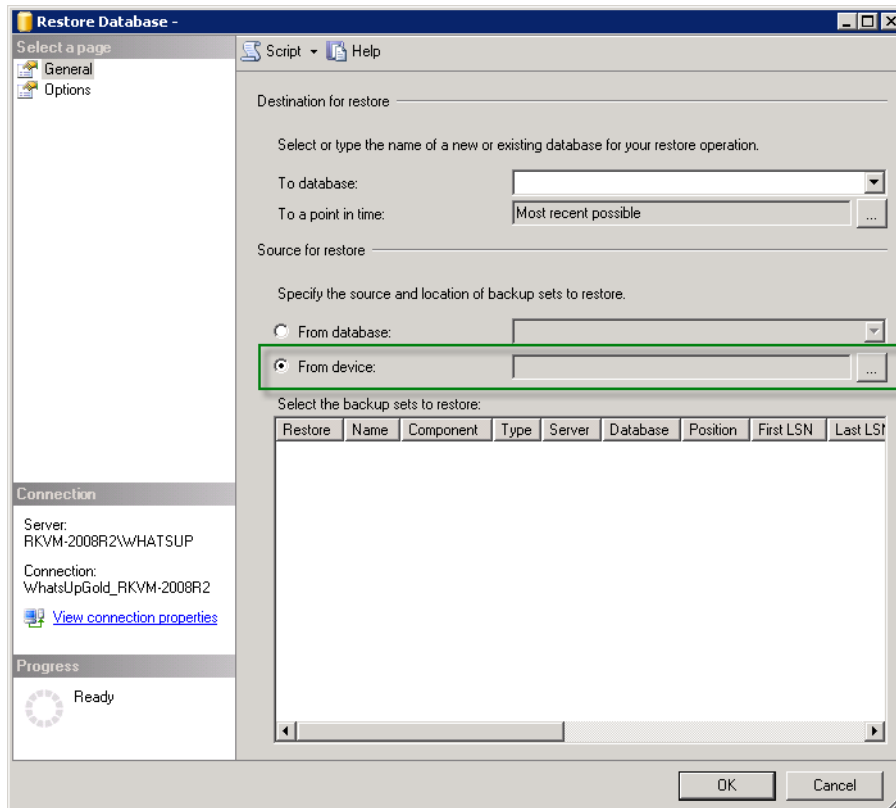 Restore Database -
Select a page
General
Options
Script Help
Destination for restore
Select or type the name of a new or existing database for your restore operation.
To database:
To a point in time: Most recent possible ...
Source for restore
Specify the source and location of backup sets to restore.
From database:
From device: ...
Select the backup sets to restore:
Restore Name Component Type Server Database Position First LSN Last LSN
Connection
Server:
RKVM-2008R2\WHATSUP
Connection:
WhatsUpGold_RKVM-2008R2
View connection properties
Progress
Ready
OK Cancel